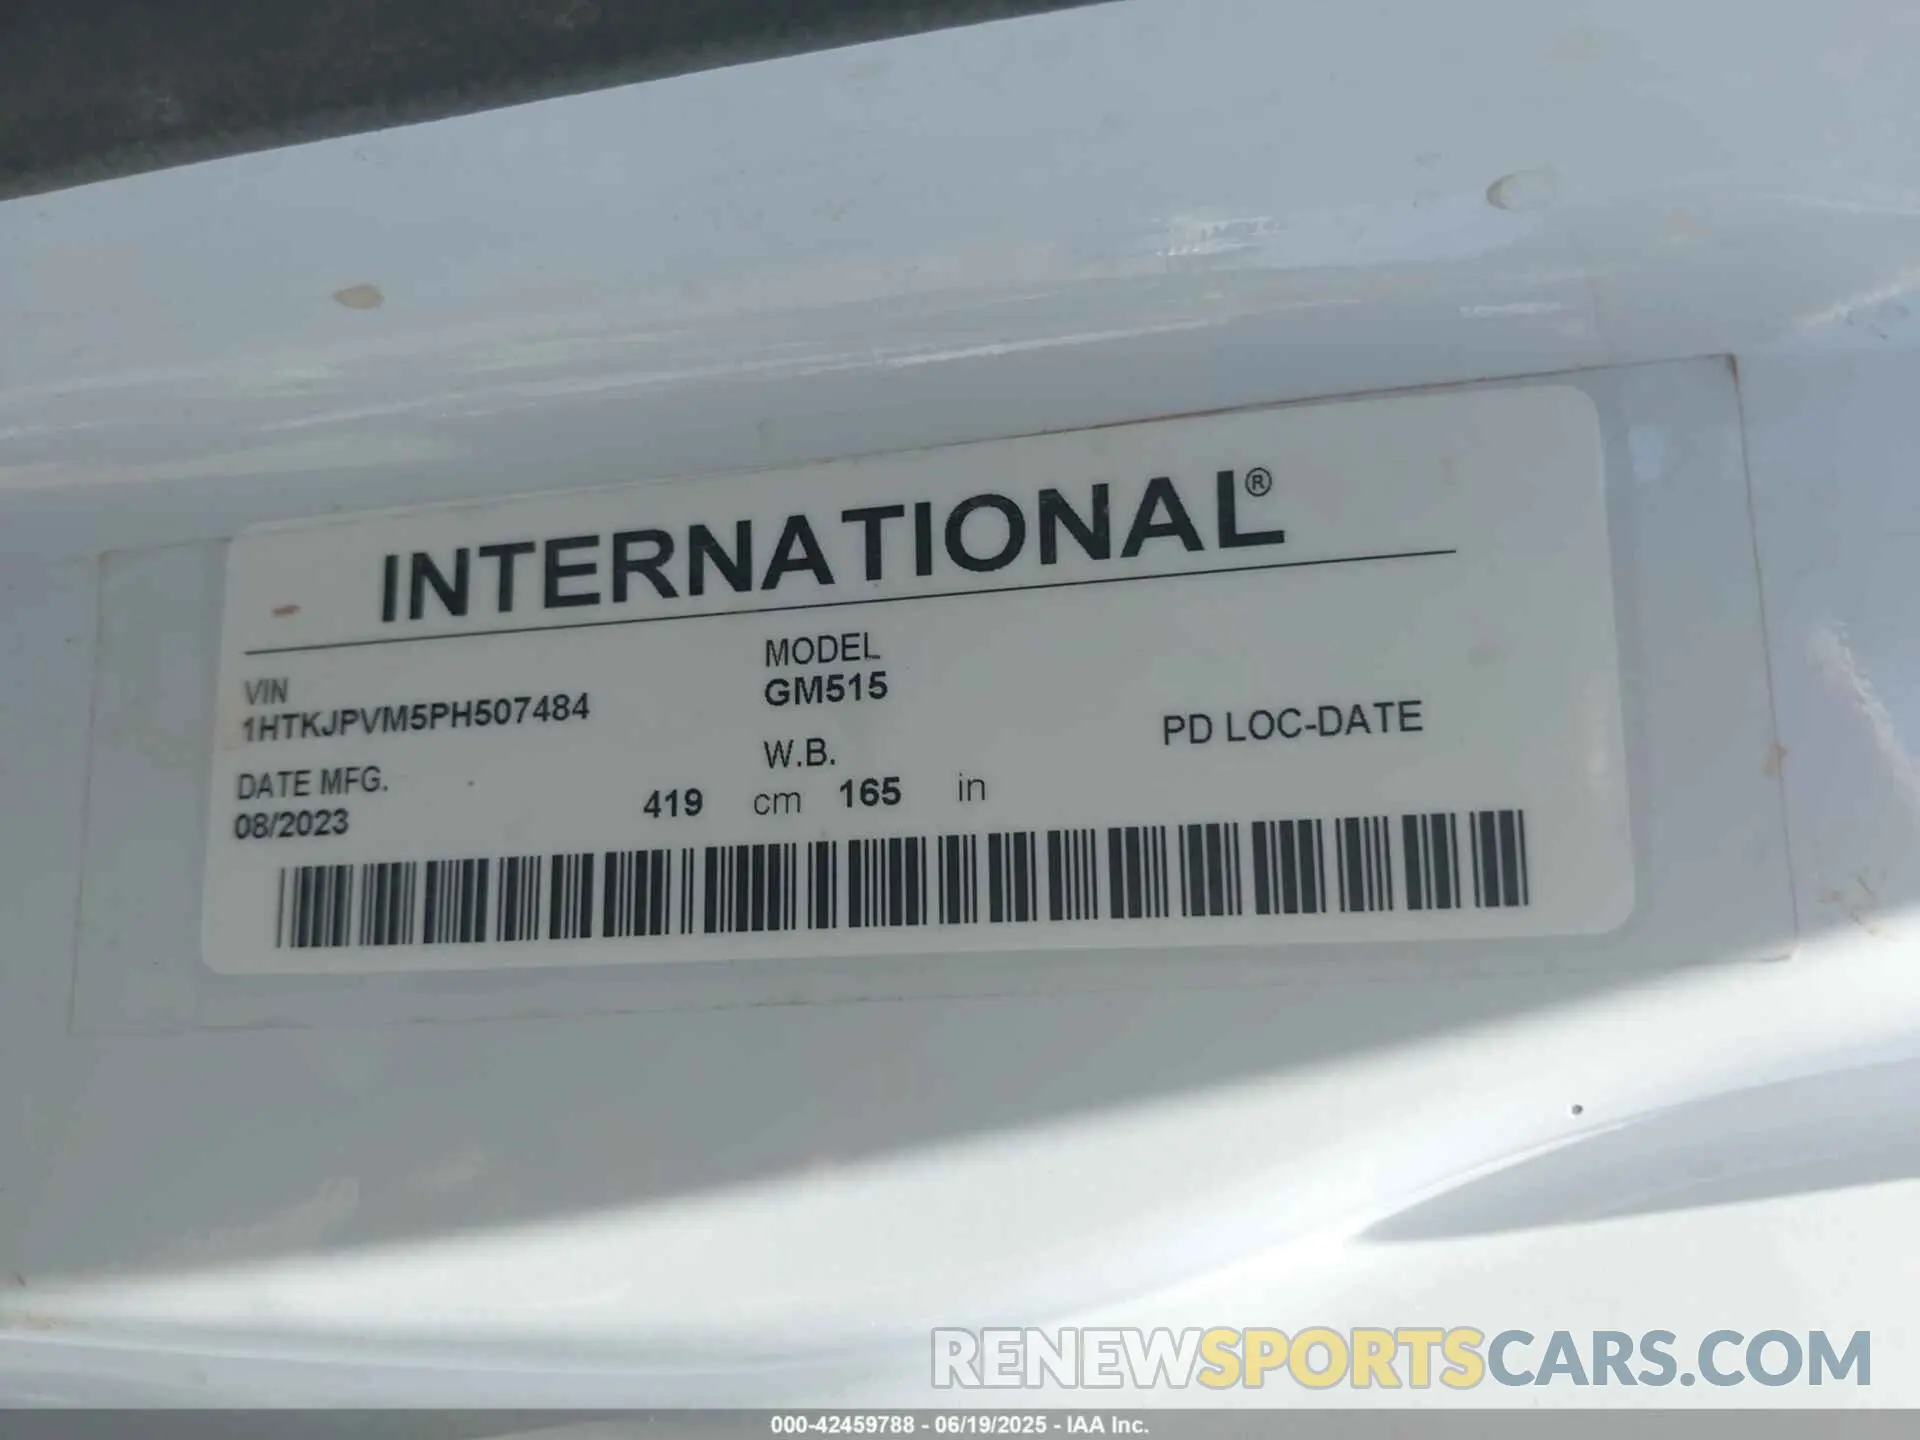 INTERNATIONAL®
VIN
1HTKJPVM5PH507484
MODEL
GM515
DATE MFG.
08/2023
W.B.
419 cm 165 in
PD LOC-DATE
RENEWSPORTSCARS.COM
000-42459788 - 06/19/2025 - IAA Inc.